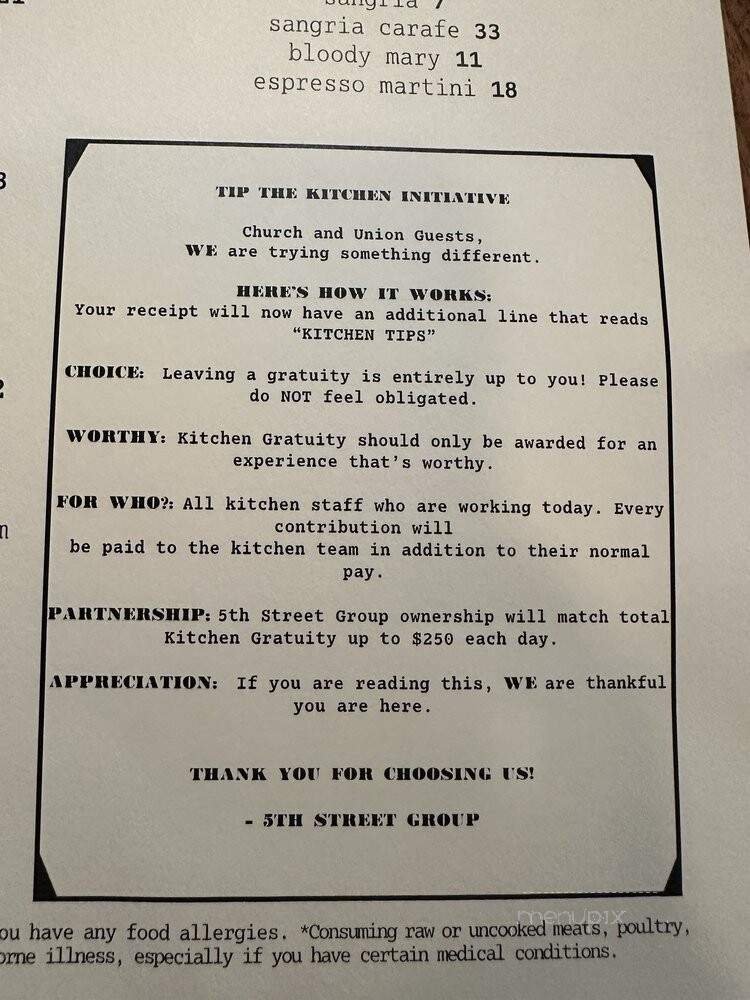 sangria 7
sangria carafe 33
bloody mary 11
espresso martini 18
TIP THE KITCHEN INITIATIVE
Church and Union Guests,
WE are trying something different.
HERE'S HOW IT WORKS:
Your receipt will now have an additional line that reads
“KITCHEN TIPS”
CHOICE: Leaving a gratuity is entirely up to you! Please
do NOT feel obligated.
WORTHY: Kitchen Gratuity should only be awarded for an
experience that's worthy.
FOR WHO?: All kitchen staff who are working today. Every
contribution will
be paid to the kitchen team in addition to their normal
pay.
PARTNERSHIP: 5th Street Group ownership will match total
Kitchen Gratuity up to $250 each day.
APPRECIATION: If you are reading this, WE are thankful
you are here.
THANK YOU FOR CHOOSING US!
- 5TH STREET GROUP
menupix
have any food allergies. *Consuming raw or uncooked meats, poultry,
illness, especially if you have certain medical conditions.